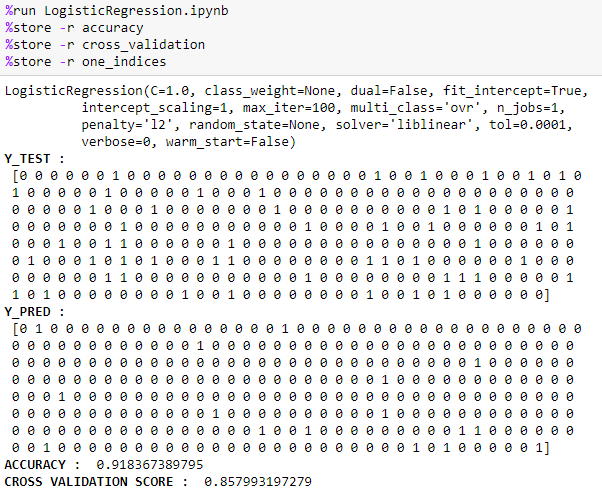 %run LogisticRegression.ipynb
%store -r accuracy
%store -r cross_validation
%store -r one_indices
LogisticRegression(C=1.0, class_weight=None, dual=False, fit_intercept=True,
intercept_scaling=1, max_iter=100, multi_class='ovr', n_jobs=1,
penalty='l2', random_state=None, solver='liblinear', tol=0.0001,
verbose=0, warm_start=False)
Y_TEST :
[0 0 0 0 0 0 1 0 0 0 0 0 0 0 0 0 0 0 0 0 0 0 0 1 0 0 1 0 0 0 1 0 0 1 0 1 0
1 0 0 0 0 0 1 0 0 0 0 0 1 0 0 0 1 0 0 0 0 0 0 0 0 0 0 0 0 0 0 0 0 0 0 0 0
0 0 0 0 0 1 0 0 0 1 0 0 0 0 0 0 0 1 0 0 0 0 0 0 0 0 0 0 1 0 1 0 0 0 0 0 1
0 0 0 0 0 0 0 1 0 0 0 0 0 0 0 0 0 0 0 1 0 0 0 0 1 0 0 1 0 0 0 0 0 0 1 0 1
0 0 0 1 0 0 1 1 0 0 0 0 0 0 1 0 0 0 0 0 0 0 0 0 0 0 0 0 0 0 1 0 0 0 0 0 0
0 1 0 0 0 1 0 1 0 1 0 0 0 1 1 0 0 0 0 0 0 0 0 1 1 0 1 0 0 0 0 0 0 1 0 0 0
0 0 0 0 0 0 1 1 0 0 0 0 0 0 0 0 0 0 0 1 0 0 0 0 0 0 0 0 1 1 1 0 0 0 0 0 1
1 0 1 0 0 0 0 0 0 0 0 1 0 0 1 0 0 0 0 0 0 0 0 1 0 0 1 0 1 0 0 0 0 0 0]
Y_PRED :
[0 1 0 0 0 0 0 0 0 0 0 0 0 0 0 0 0 1 0 0 0 0 0 0 0 0 0 0 0 0 0 0 0 0 0 0 0
0 0 0 0 0 0 0 0 0 0 0 0 1 0 0 0 0 0 0 0 0 0 0 0 0 0 0 0 0 0 0 0 0 0 0 0 0
0 0 0 0 0 0 0 0 0 0 0 0 0 0 0 0 0 0 0 0 0 0 0 0 0 0 0 0 0 0 1 0 0 0 0 0 0
0 0 0 0 0 0 0 0 0 0 0 0 0 0 0 0 0 0 0 0 0 0 0 0 1 0 0 0 0 0 0 0 0 0 0 0 0
0 0 0 1 0 0 0 0 0 0 0 0 0 0 0 0 0 0 0 0 0 0 0 0 0 0 0 0 0 0 0 0 0 0 0 0 0
0 0 0 0 0 0 0 0 0 0 0 0 0 1 0 0 0 0 0 0 0 0 0 0 1 0 0 0 0 0 0 0 0 0 0 0 0
0 0 0 0 0 0 0 0 0 0 0 0 0 0 0 0 1 0 0 1 0 0 0 0 0 0 0 0 0 1 1 0 0 0 0 0 0
0 0 1 0 0 0 0 0 0 0 0 0 0 0 0 0 0 0 0 0 0 0 0 0 0 0 1 0 1 0 0 0 0 0 1]
ACCURACY :  0.918367389795
CROSS VALIDATION SCORE :  0.857993197279